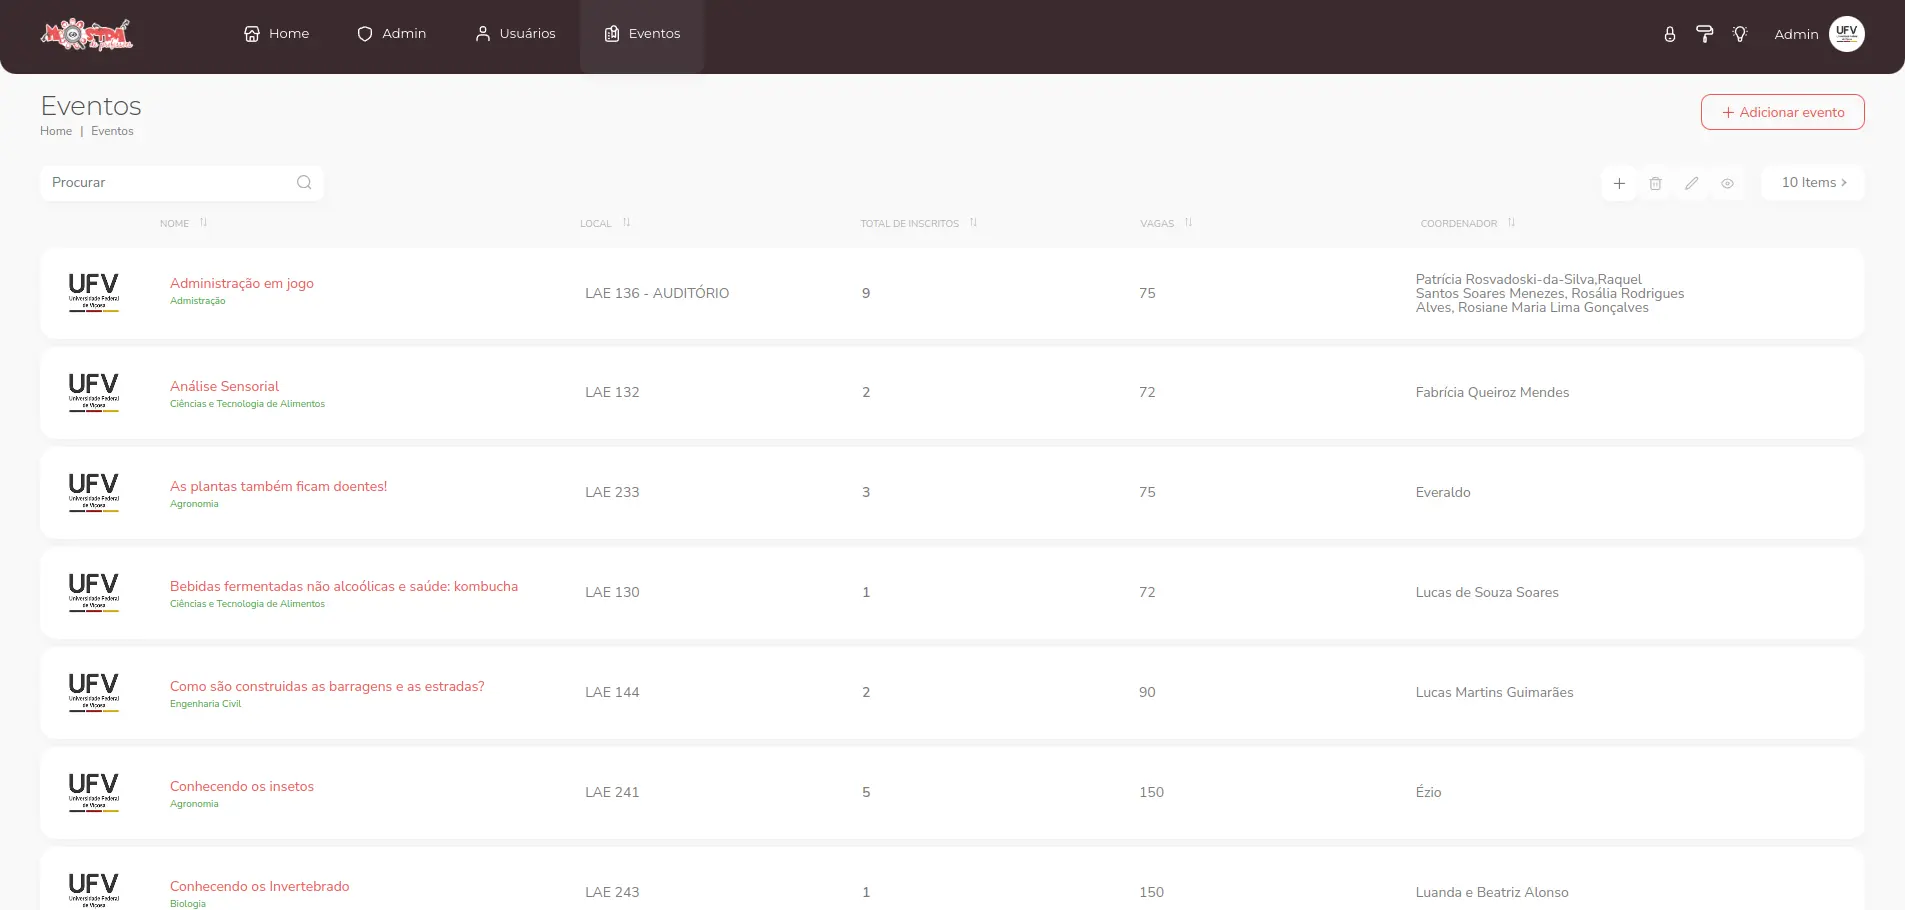 MOSTRA
Home
Admin
Usuários
Eventos
Admin
UFV
Eventos
Home | Eventos
+ Adicionar evento
Procurar
10 Items
NOME
LOCAL
TOTAL DE INSCRITOS
VAGAS
COORDENADOR
UFV
Universidade Federal
de Viçosa
Administração em jogo
Admistração
LAE 136 - AUDITÓRIO
9
75
Patrícia Rosvadoski-da-Silva,Raquel
Santos Soares Menezes, Rosália Rodrigues
Alves, Rosiane Maria Lima Gonçalves
UFV
Universidade Federal
de Viçosa
Análise Sensorial
Ciências e Tecnologia de Alimentos
LAE 132
2
72
Fabrícia Queiroz Mendes
UFV
Universidade Federal
de Viçosa
As plantas também ficam doentes!
Agronomia
LAE 233
3
75
Everaldo
UFV
Universidade Federal
de Viçosa
Bebidas fermentadas não alcoólicas e saúde: kombucha
Ciências e Tecnologia de Alimentos
LAE 130
1
72
Lucas de Souza Soares
UFV
Universidade Federal
de Viçosa
Como são construidas as barragens e as estradas?
Engenharia Civil
LAE 144
2
90
Lucas Martins Guimarães
UFV
Universidade Federal
de Viçosa
Conhecendo os insetos
Agronomia
LAE 241
5
150
Ézio
UFV
Universidade Federal
de Viçosa
Conhecendo os Invertebrado
Biologia
LAE 243
1
150
Luanda e Beatriz Alonso